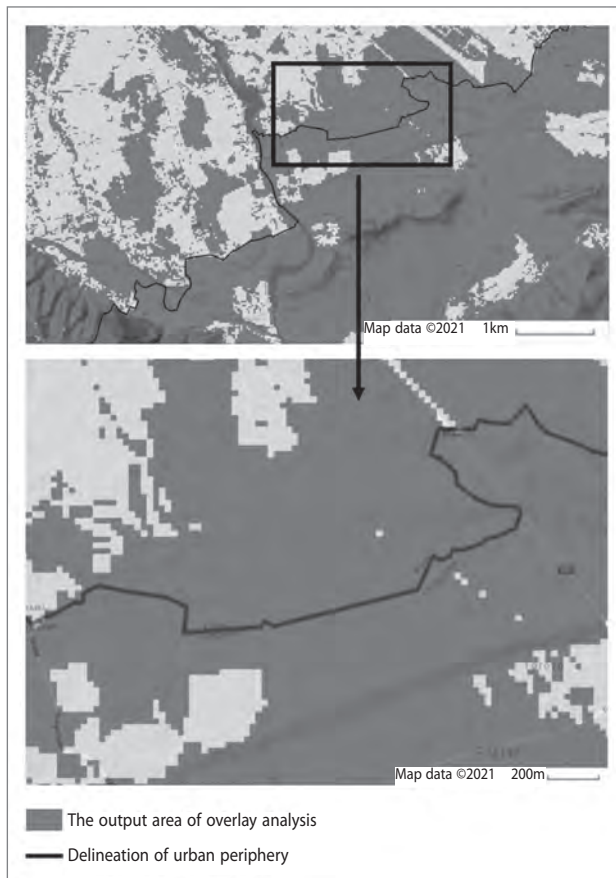 Map data ©2021 1km
Map data ©2021 200m
The output area of overlay analysis
Delineation of urban periphery